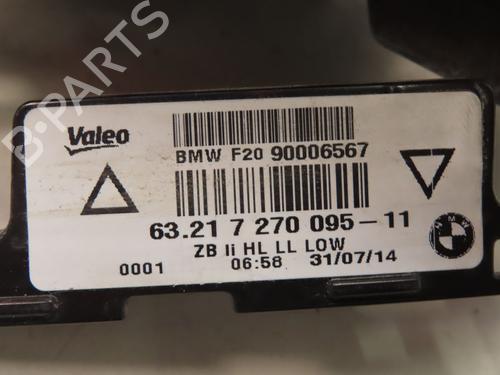 B-PARTS
Valeo
BMW F20 90006567
63.21 7 270 095-11
ZB li HL LL LOW
0001 06:58 31/07/14
BMW